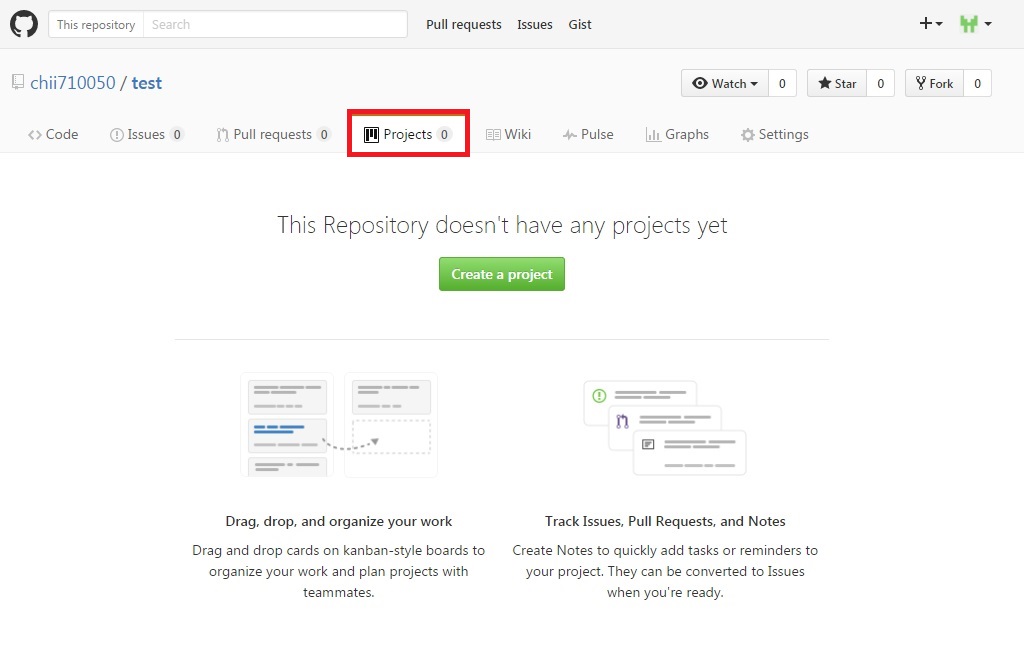 This repository Search Pull requests Issues Gist
chii710050 / test Watch 0 Star 0 Fork 0
Code Issues 0 Pull requests 0 Projects 0 Wiki Pulse Graphs Settings
This Repository doesn't have any projects yet
Create a project
Drag, drop, and organize your work
Drag and drop cards on kanban-style boards to
organize your work and plan projects with
teammates.
Track Issues, Pull Requests, and Notes
Create Notes to quickly add tasks or reminders to
your project. They can be converted to Issues
when you're ready.